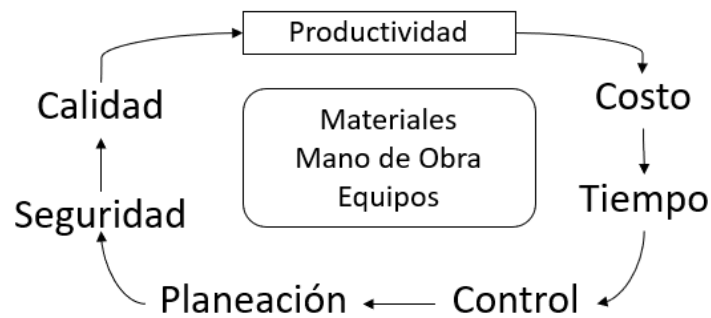 Productividad
Calidad
Costo
Materiales
Mano de Obra
Equipos
Seguridad
Tiempo
Planeación
Control